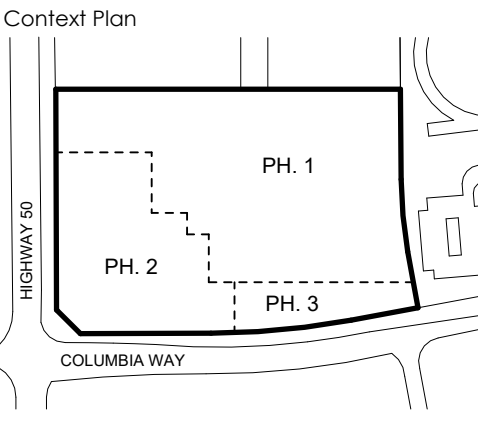 Context Plan
PH. 1
HIGHWAY 50
PH. 2
PH. 3
COLUMBIA WAY